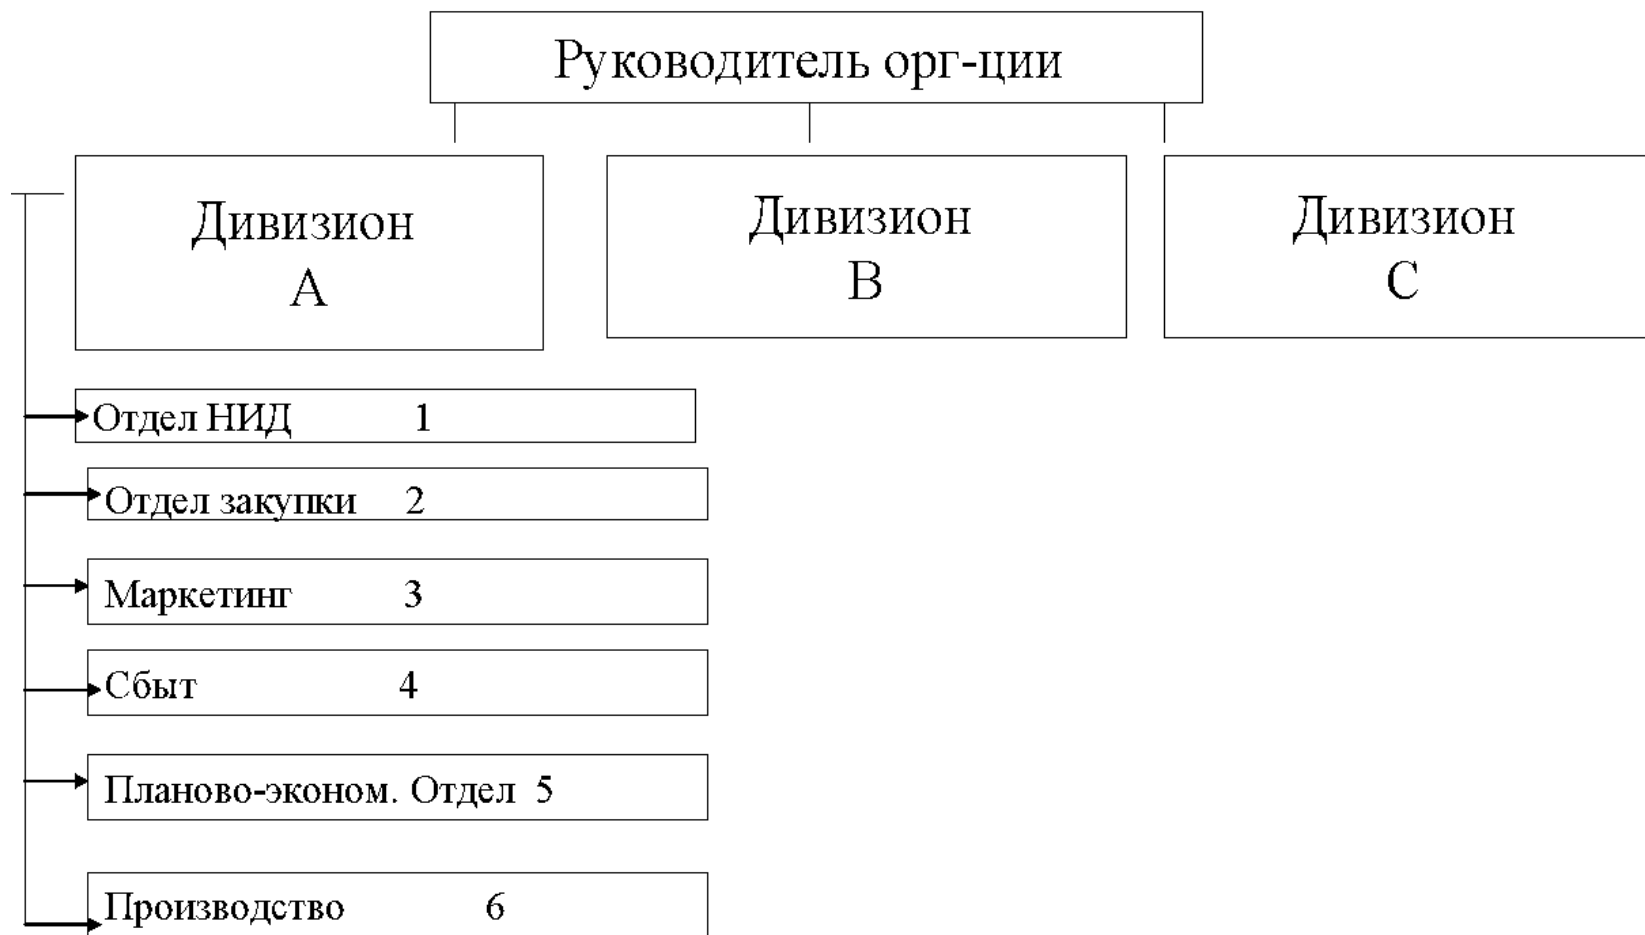 Руководитель орг-ции
Дивизион
А
Дивизион
В
Дивизион
С
Отдел НИД 1
Отдел закупки 2
Маркетинг 3
Сбыт 4
Планово-эконом. Отдел 5
Производство 6